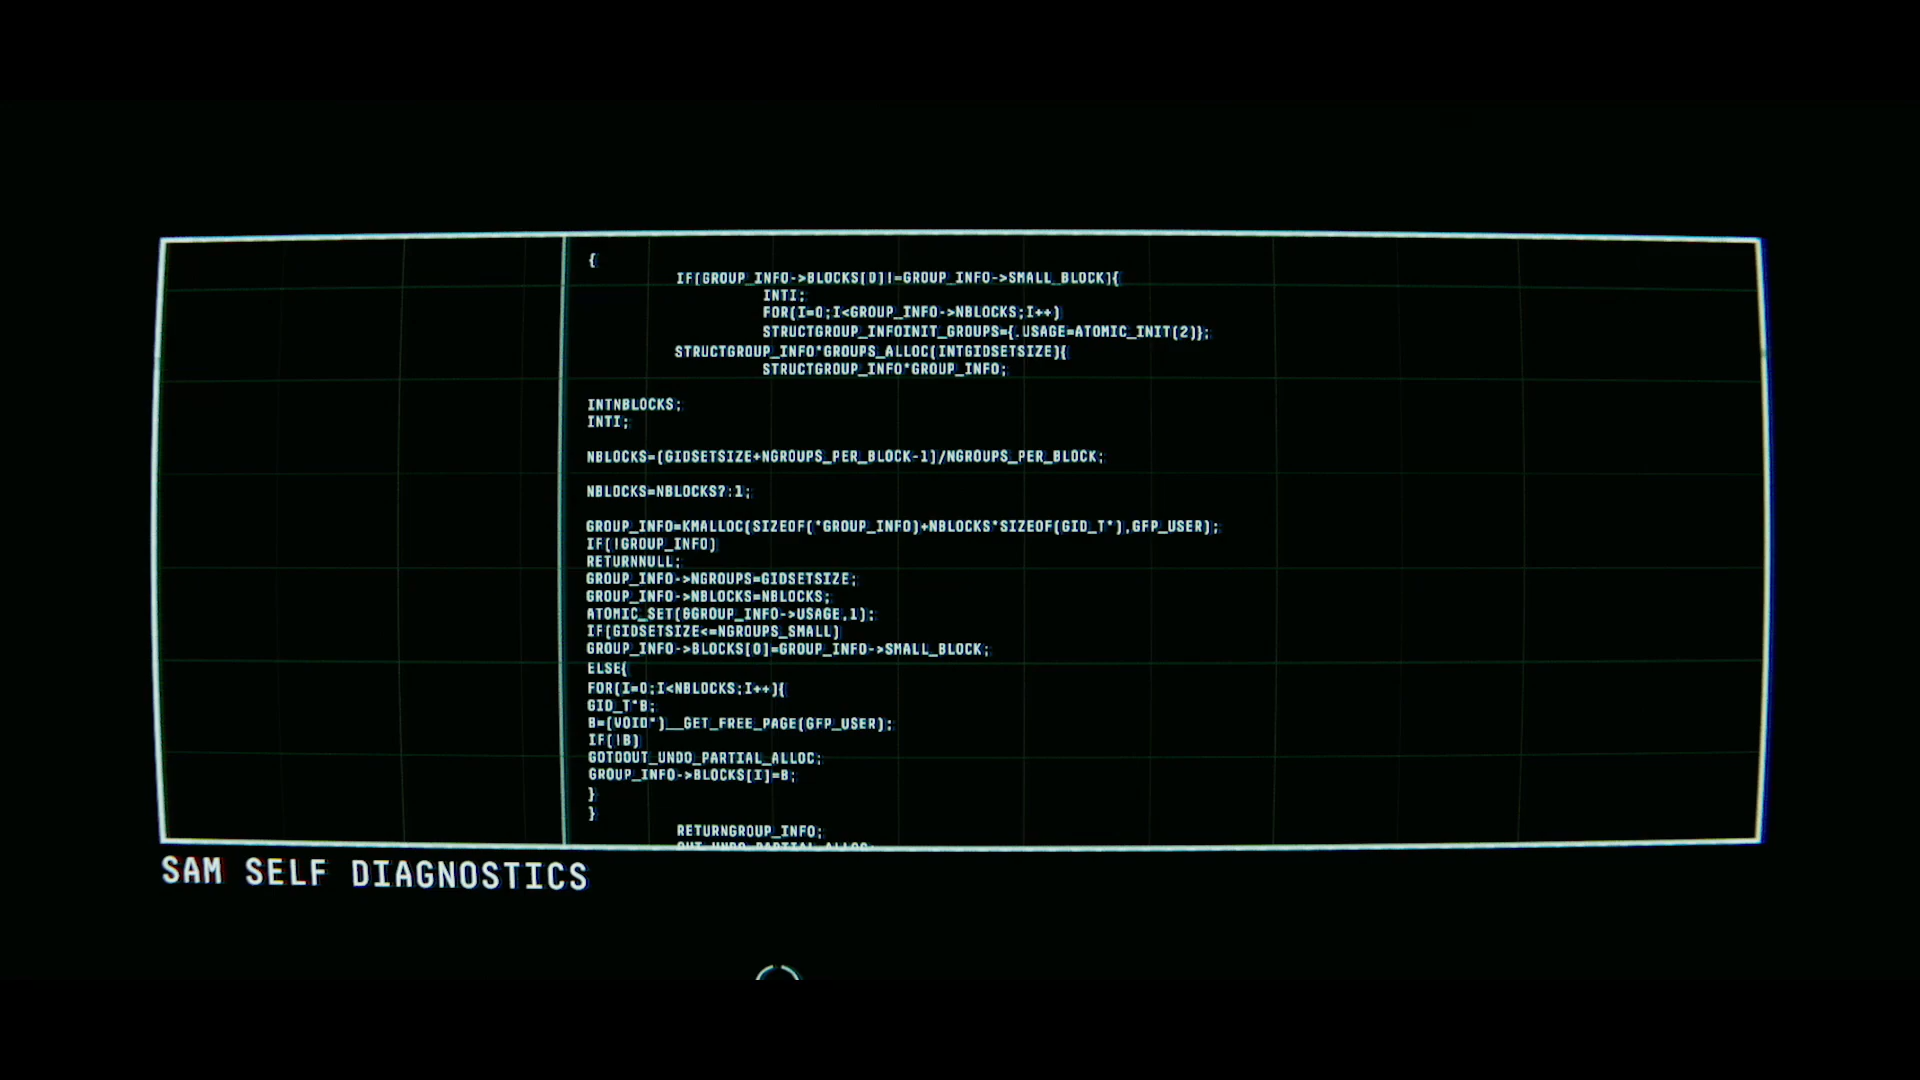 {
IF(GROUP_INFO->BLOCKS[0]!=GROUP_INFO->SMALL_BLOCK){
INTI;
FOR(I=0;I<GROUP_INFO->NBLOCKS;I++)
STRUCTGROUP_INFOINIT_GROUPS={.USAGE=ATOMIC_INIT(2)};
STRUCTGROUP_INFO*GROUPS_ALLOC(INTGIDSETSIZE){
STRUCTGROUP_INFO*GROUP_INFO;
INTNBLOCKS;
INTI;
NBLOCKS=(GIDSETSIZE+NGROUPS_PER_BLOCK-1)/NGROUPS_PER_BLOCK;
NBLOCKS=NBLOCKS?:1;
GROUP_INFO=KMALLOC(SIZEOF(*GROUP_INFO)+NBLOCKS*SIZEOF(GID_T*),GFP_USER);
IF(!GROUP_INFO)
RETURNNULL;
GROUP_INFO->NGROUPS=GIDSETSIZE;
GROUP_INFO->NBLOCKS=NBLOCKS;
ATOMIC_SET(&GROUP_INFO->USAGE,1);
IF(GIDSETSIZE<=NGROUPS_SMALL)
GROUP_INFO->BLOCKS[0]=GROUP_INFO->SMALL_BLOCK;
ELSE{
FOR(I=0;I<NBLOCKS;I++){
GID_T*B;
B=(VOID*)__GET_FREE_PAGE(GFP_USER);
IF(!B)
GOTOOUT_UNDO_PARTIAL_ALLOC;
GROUP_INFO->BLOCKS[I]=B;
}
}
RETURNGROUP_INFO;
OUT_UNDO_PARTIAL_ALLOC:
SAM SELF DIAGNOSTICS